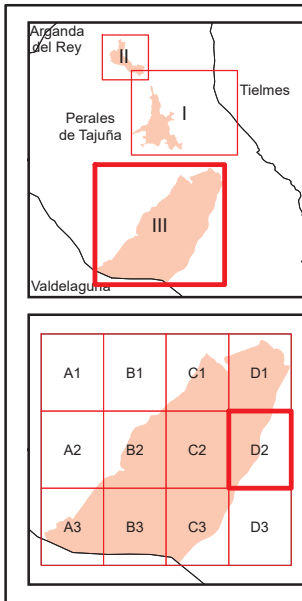 Arganda
del Rey
II
Tielmes
I
Perales
de Tajuña
III
Valdelaguna
A1 B1 C1 D1
A2 B2 C2 D2
A3 B3 C3 D3